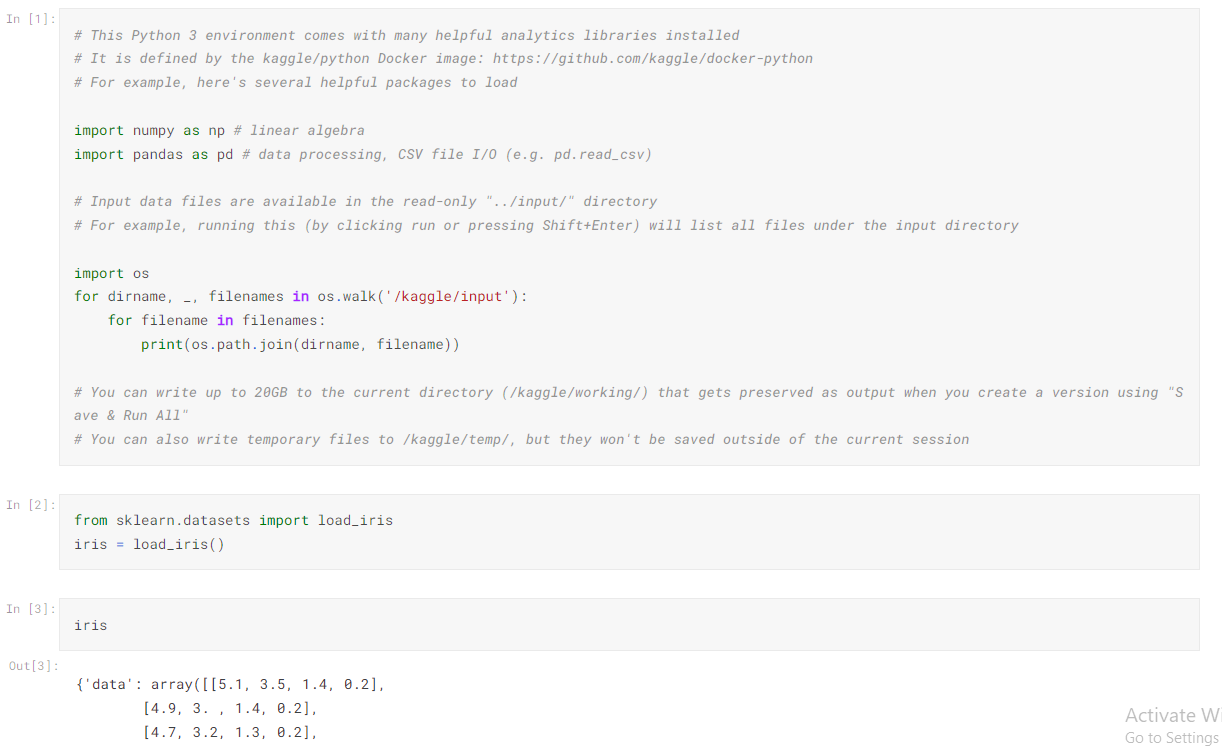 In [1]:
# This Python 3 environment comes with many helpful analytics libraries installed
# It is defined by the kaggle/python Docker image: https://github.com/kaggle/docker-python
# For example, here's several helpful packages to load
import numpy as np # linear algebra
import pandas as pd # data processing, CSV file I/O (e.g. pd.read_csv)
# Input data files are available in the read-only "../input/" directory
# For example, running this (by clicking run or pressing Shift+Enter) will list all files under the input directory
import os
for dirname, _, filenames in os.walk('/kaggle/input'):
    for filename in filenames:
        print(os.path.join(dirname, filename))
# You can write up to 20GB to the current directory (/kaggle/working/) that gets preserved as output when you create a version using "S
ave & Run All"
# You can also write temporary files to /kaggle/temp/, but they won't be saved outside of the current session
In [2]:
from sklearn.datasets import load_iris
iris = load_iris()
In [3]:
iris
Out[3]:
{'data': array([[5.1, 3.5, 1.4, 0.2],
        [4.9, 3. , 1.4, 0.2],
        [4.7, 3.2, 1.3, 0.2],
Activate Wi
Go to Settings